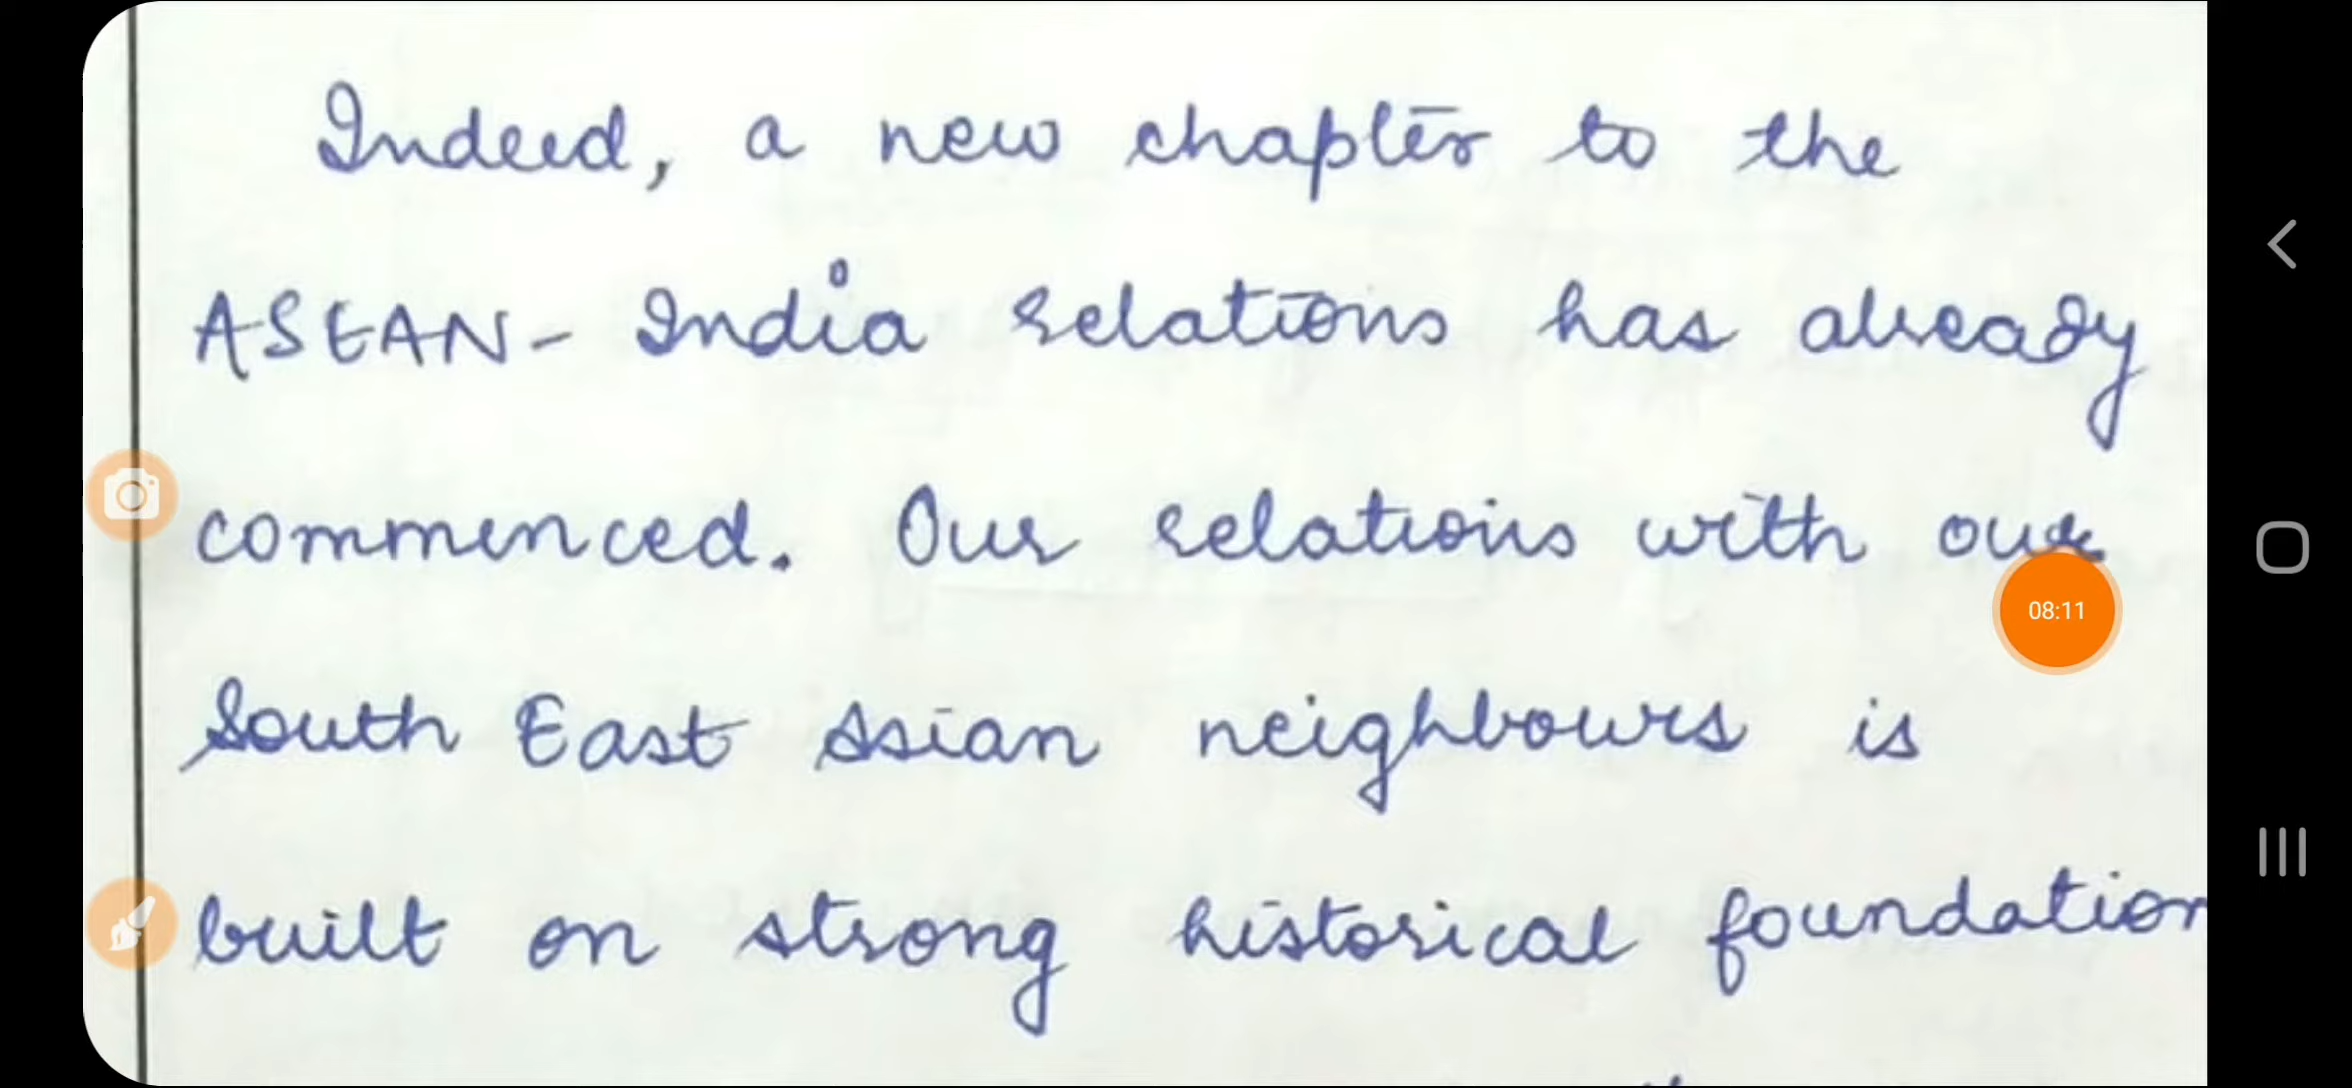 Indeed, a new chapter to the
ASEAN- India relations has already
commenced. Our relations with our
08:11
South East Asian neighbours is
built on strong historical foundation